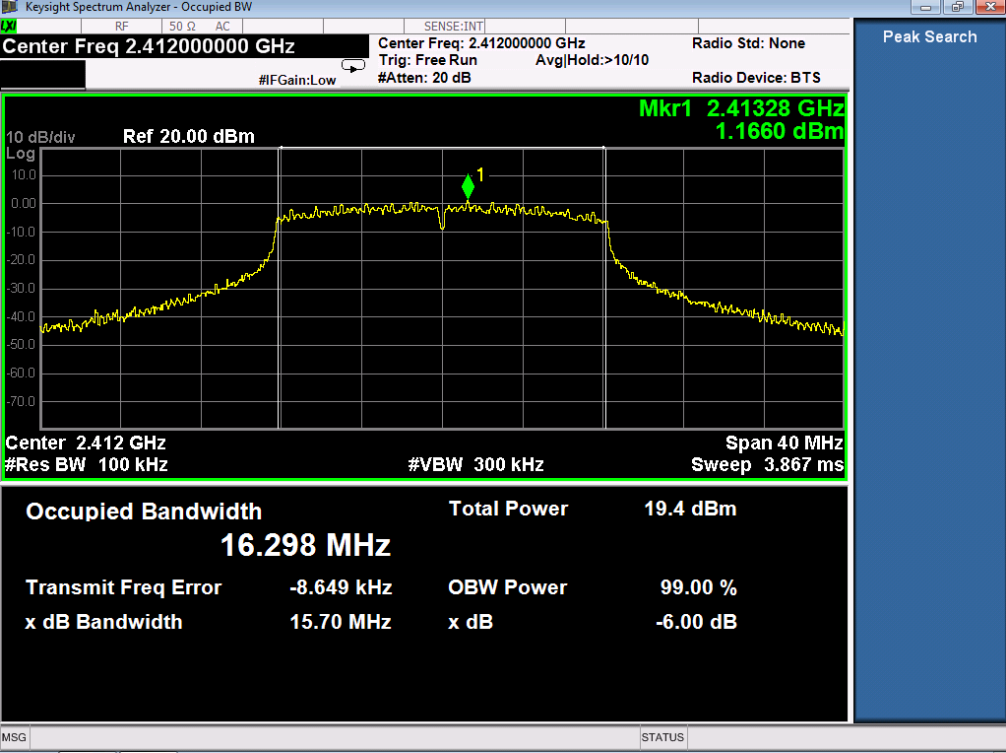 Keysight Spectrum Analyzer - Occupied BW
LXI
RF 50 Ω AC SENSE:INT
Center Freq 2.412000000 GHz
Center Freq: 2.412000000 GHz Radio Std: None
Trig: Free Run Avg|Hold:>10/10
#IFGain:Low #Atten: 20 dB Radio Device: BTS
Peak Search
Mkr1 2.41328 GHz
1.1660 dBm
10 dB/div Ref 20.00 dBm
Log
10.0
1
0.00
-10.0
-20.0
-30.0
-40.0
-50.0
-60.0
-70.0
Center 2.412 GHz Span 40 MHz
#Res BW 100 kHz #VBW 300 kHz Sweep 3.867 ms
Occupied Bandwidth Total Power 19.4 dBm
16.298 MHz
Transmit Freq Error -8.649 kHz OBW Power 99.00 %
x dB Bandwidth 15.70 MHz x dB -6.00 dB
MSG STATUS